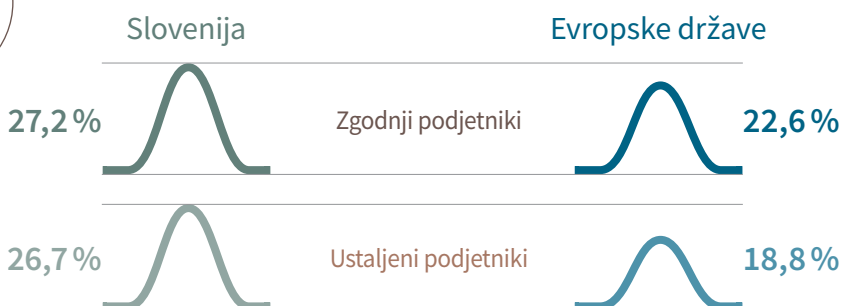 Slovenija Evropske države
27,2 % Zgodnji podjetniki 22,6 %
26,7 % Ustaljeni podjetniki 18,8 %